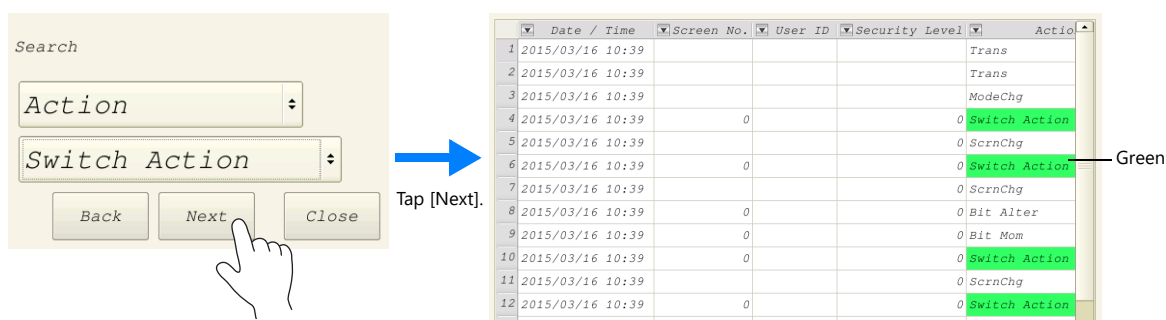 Search
Action
Switch Action
Back Next Close
Tap [Next].
Date / Time Screen No. User ID Security Level Actio
1 2015/03/16 10:39 Trans
2 2015/03/16 10:39 Trans
3 2015/03/16 10:39 ModeChg
4 2015/03/16 10:39 0 0 Switch Action
5 2015/03/16 10:39 0 ScrnChg
6 2015/03/16 10:39 0 0 Switch Action
7 2015/03/16 10:39 0 ScrnChg
8 2015/03/16 10:39 0 0 Bit Alter
9 2015/03/16 10:39 0 0 Bit Mom
10 2015/03/16 10:39 0 0 Switch Action
11 2015/03/16 10:39 0 ScrnChg
12 2015/03/16 10:39 0 0 Switch Action
Green